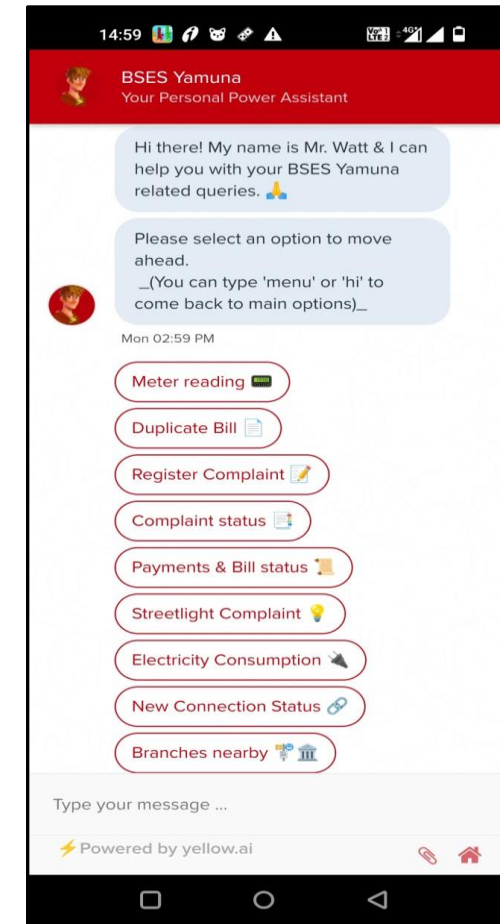 14:59
VoLTE2 4G
BSES Yamuna
Your Personal Power Assistant
Hi there! My name is Mr. Watt & I can
help you with your BSES Yamuna
related queries. 🙏
Please select an option to move
ahead.
_(You can type 'menu' or 'hi' to
come back to main options)_
Mon 02:59 PM
Meter reading 📟
Duplicate Bill 📄
Register Complaint 📝
Complaint status 📑
Payments & Bill status 📜
Streetlight Complaint 💡
Electricity Consumption 🔌
New Connection Status 🔗
Branches nearby 🚏🏛️
Type your message ...
⚡Powered by yellow.ai